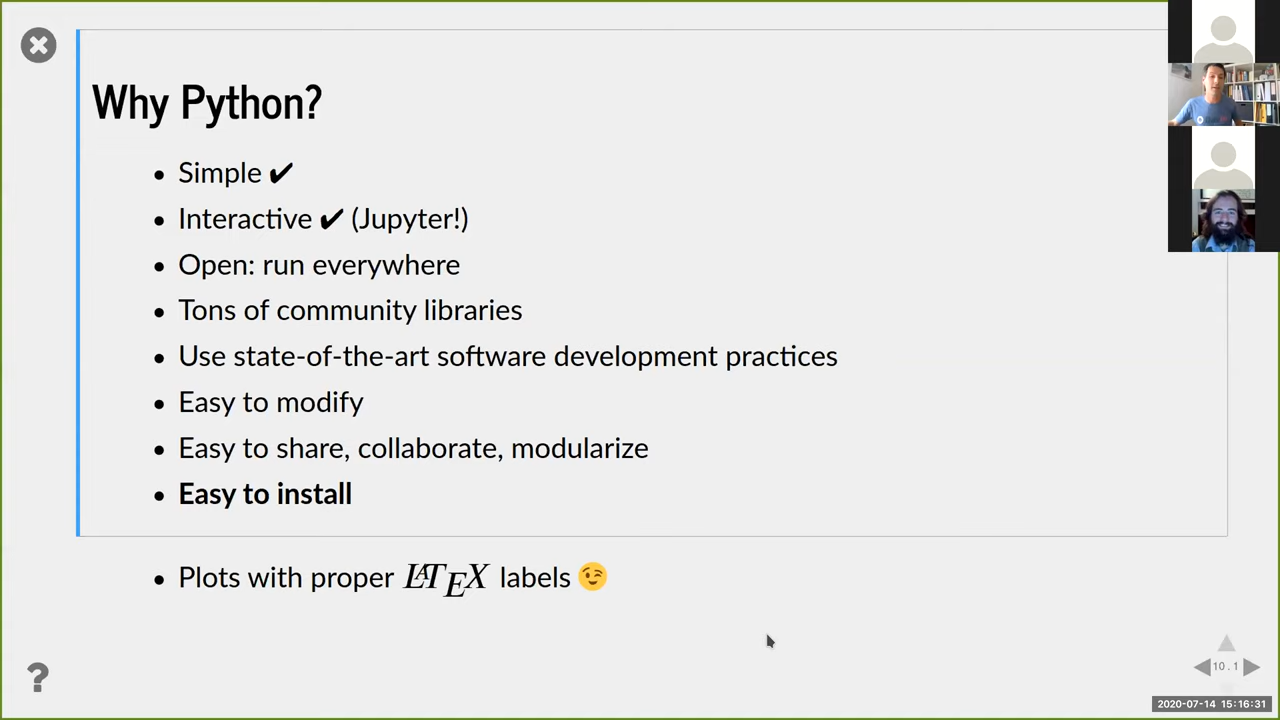 Why Python?
• Simple ✔
• Interactive ✔ (Jupyter!)
• Open: run everywhere
• Tons of community libraries
• Use state-of-the-art software development practices
• Easy to modify
• Easy to share, collaborate, modularize
• Easy to install
• Plots with proper LATEX labels 😉
?
10.1
2020-07-14 15:16:31